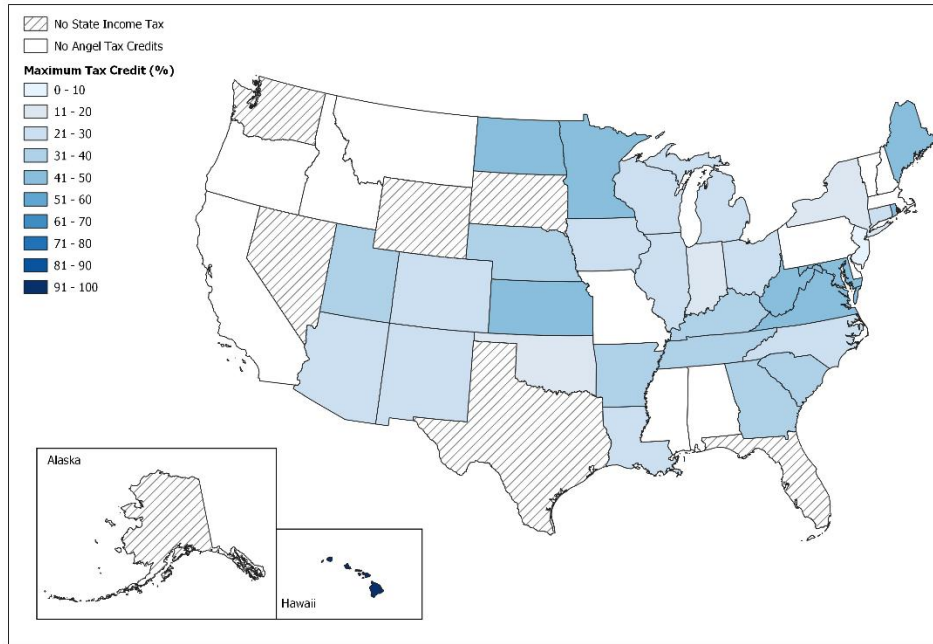 No State Income Tax
No Angel Tax Credits
Maximum Tax Credit (%)
0 - 10
11 - 20
21 - 30
31 - 40
41 - 50
51 - 60
61 - 70
71 - 80
81 - 90
91 - 100
Alaska
Hawaii